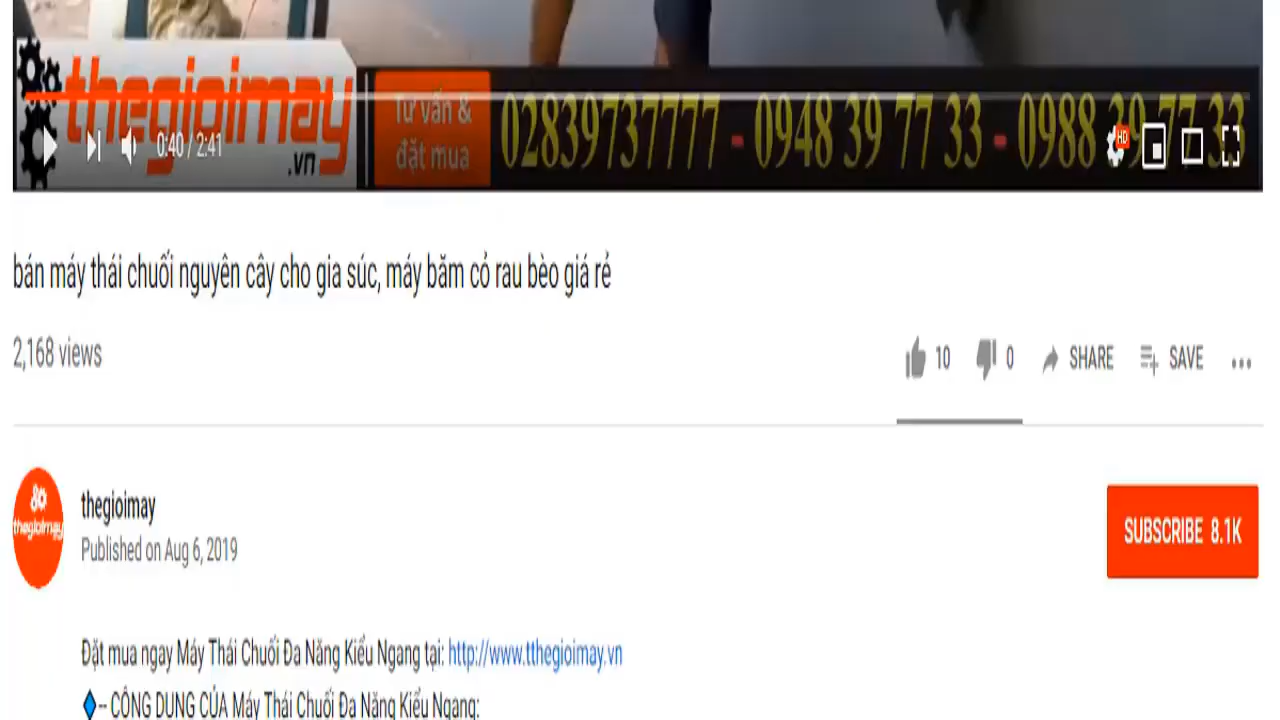 thegioimay
.vn
Tư vấn &
đặt mua
02839737777 - 0948 39 77 33 - 0988 39 77 33
0:40 / 2:41
HD
bán máy thái chuối nguyên cây cho gia súc, máy băm cỏ rau bèo giá rẻ
2,168 views
10 0 SHARE SAVE
thegioimay
thegioimay
Published on Aug 6, 2019
SUBSCRIBE 8.1K
Đặt mua ngay Máy Thái Chuối Đa Năng Kiểu Ngang tại: http://www.tthegioimay.vn
-- CÔNG DỤNG CỦA Máy Thái Chuối Đa Năng Kiểu Ngang: